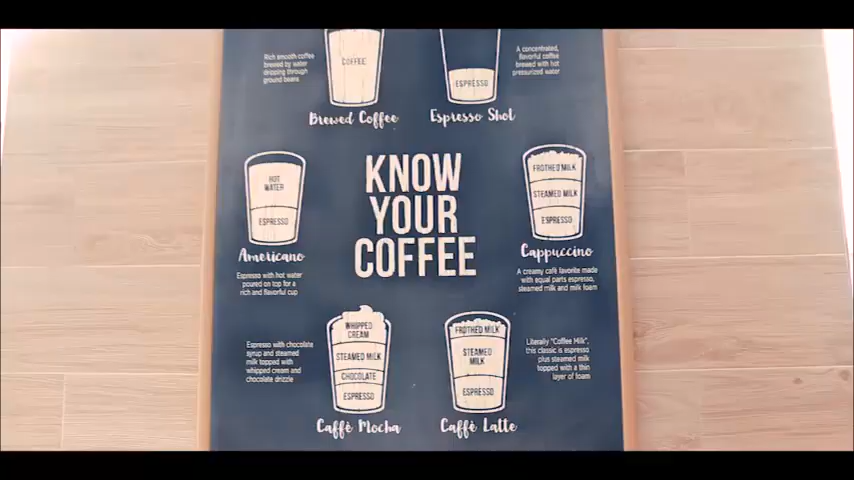 Rich smooth coffee
brewed by water
dripping through
ground beans
COFFEE
Brewed Coffee
ESPRESSO
Espresso Shot
A concentrated,
flavorful coffee
brewed with hot
pressurized water
HOT
WATER
ESPRESSO
Americano
Espresso with hot water
poured on top for a
rich and flavorful cup
KNOW
YOUR
COFFEE
FROTHED MILK
STEAMED MILK
ESPRESSO
Cappuccino
A creamy café favorite made
with equal parts espresso,
steamed milk and milk foam
Espresso with chocolate
syrup and steamed
milk topped with
whipped cream and
chocolate drizzle
WHIPPED
CREAM
STEAMED MILK
CHOCOLATE
ESPRESSO
Caffè Mocha
FROTHED MILK
STEAMED
MILK
ESPRESSO
Caffè Latte
Literally "Coffee Milk",
this classic is espresso
plus steamed milk
topped with a thin
layer of foam